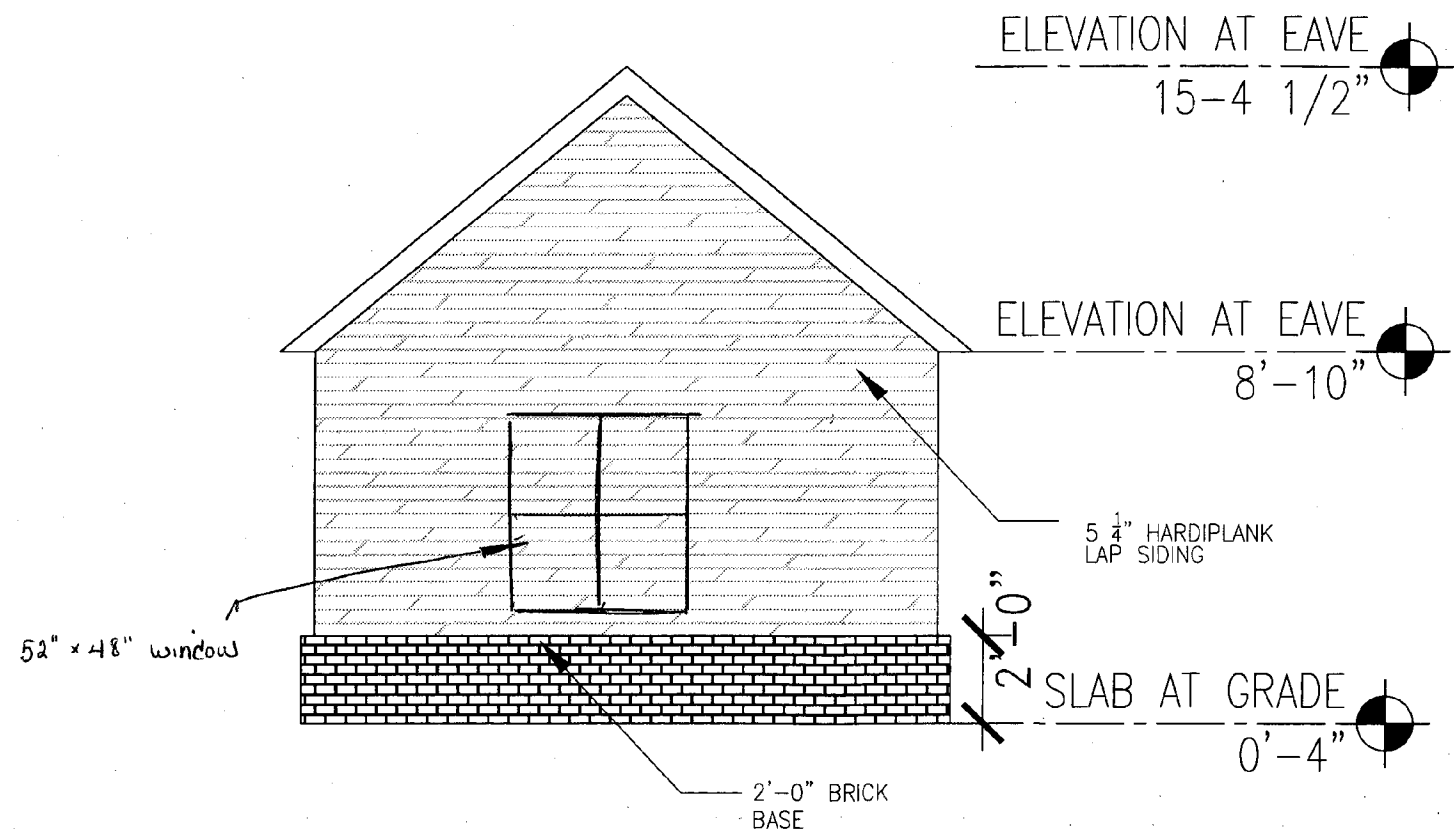 ELEVATION AT EAVE
15-4 1/2"
ELEVATION AT EAVE
8'-10"
5 1/4" HARDIPLANK
LAP SIDING
2'-0"
52" × 48" window
SLAB AT GRADE
0'-4"
2'-0" BRICK
BASE